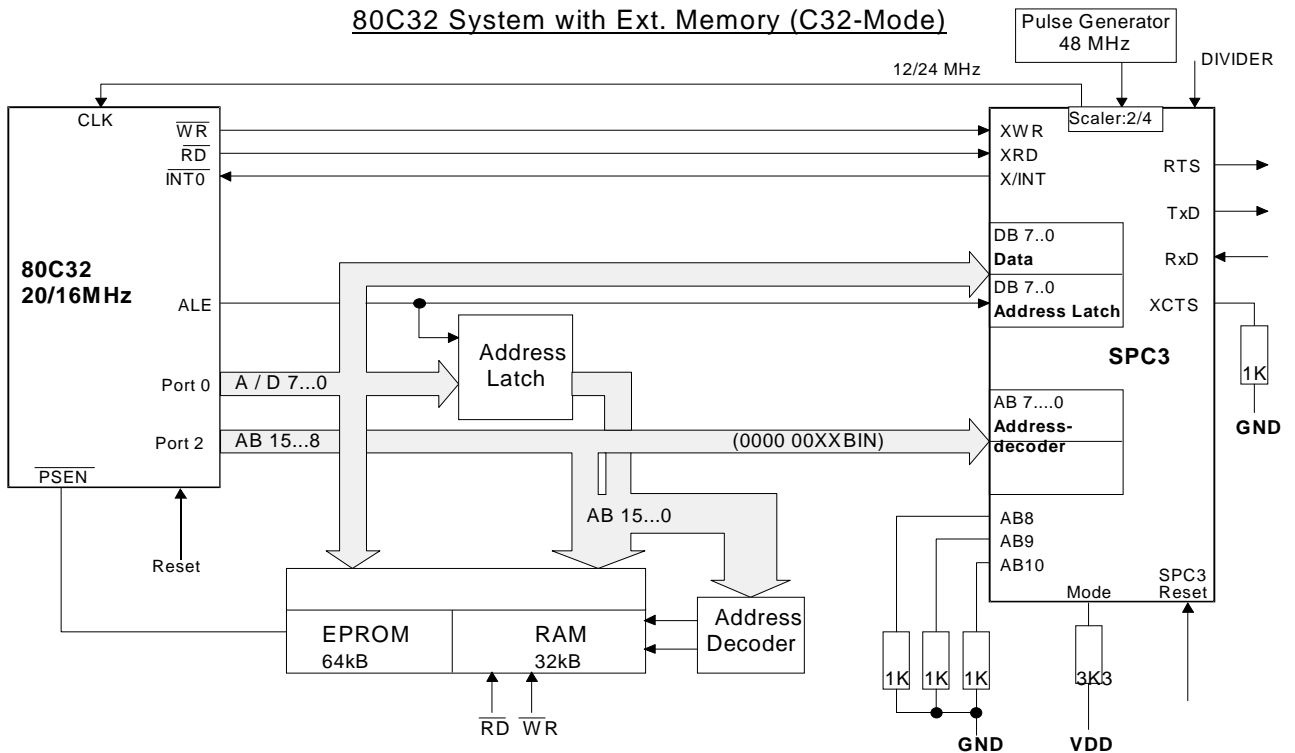 80C32 System with Ext. Memory (C32-Mode)
Pulse Generator
48 MHz
DIVIDER
12/24 MHz
CLK
Scaler:2/4
WR
RD
INT0
XWR
XRD
X/INT
RTS
TxD
RxD
XCTS
80C32
20/16MHz
ALE
DB 7..0
Data
DB 7..0
Address Latch
SPC3
Address
Latch
1K
GND
Port 0
A / D 7...0
Port 2
AB 15...8
(0000 00XXBIN)
AB 7....0
Address-
decoder
PSEN
AB 15...0
AB8
AB9
AB10
Reset
Mode
SPC3
Reset
EPROM
64kB
RAM
32kB
Address
Decoder
1K
1K
1K
3K3
RD
WR
GND
VDD